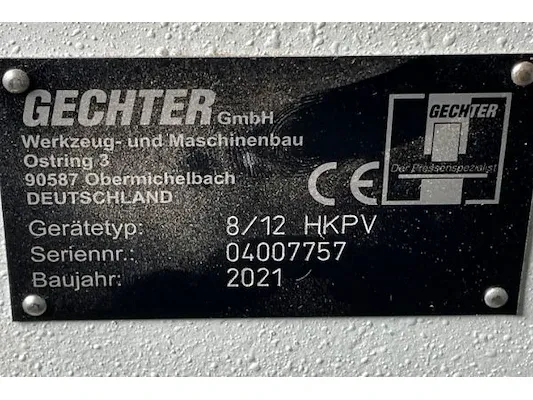 GECHTER GmbH
Werkzeug- und Maschinenbau
Ostring 3
90587 Obermichelbach
DEUTSCHLAND
Gerätetyp: 8/12 HKPV
Seriennr.: 04007757
Baujahr: 2021
CE
GECHTER
Der Pressenspezialist